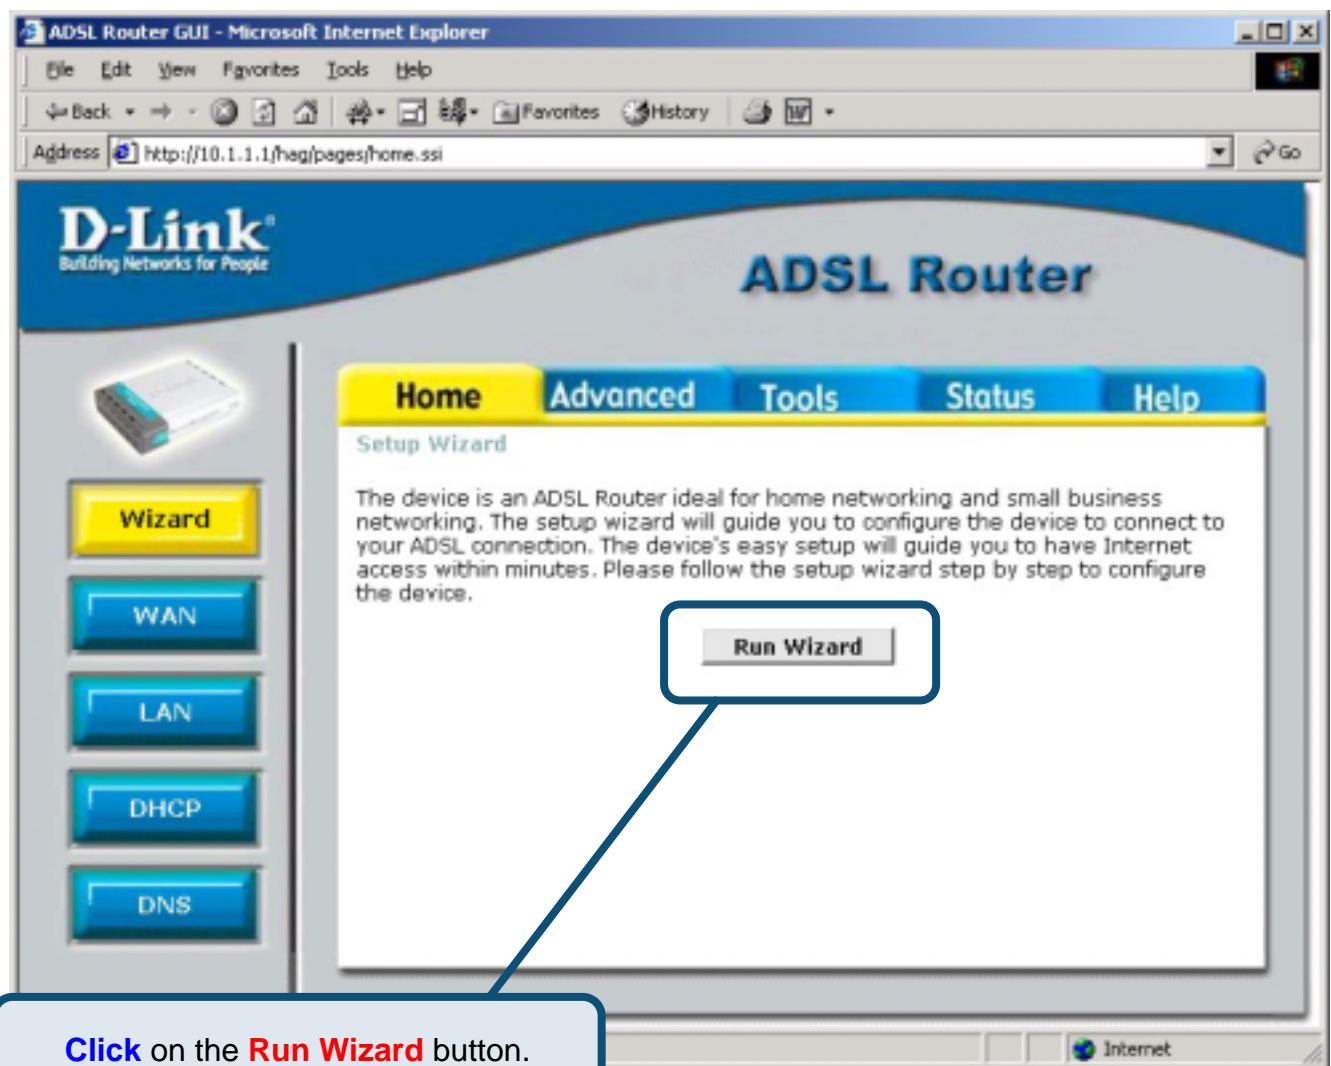 ADSL Router GUI - Microsoft Internet Explorer
File Edit View Favorites Tools Help
Back Favorites History
Address http://10.1.1.1/hag/pages/home.ssi Go
D-Link®
Building Networks for People
ADSL Router
D-Link
Home Advanced Tools Status Help
Setup Wizard
The device is an ADSL Router ideal for home networking and small business
networking. The setup wizard will guide you to configure the device to connect to
your ADSL connection. The device's easy setup will guide you to have Internet
access within minutes. Please follow the setup wizard step by step to configure
the device.
Run Wizard
Wizard
WAN
LAN
DHCP
DNS
Click on the Run Wizard button.
Internet